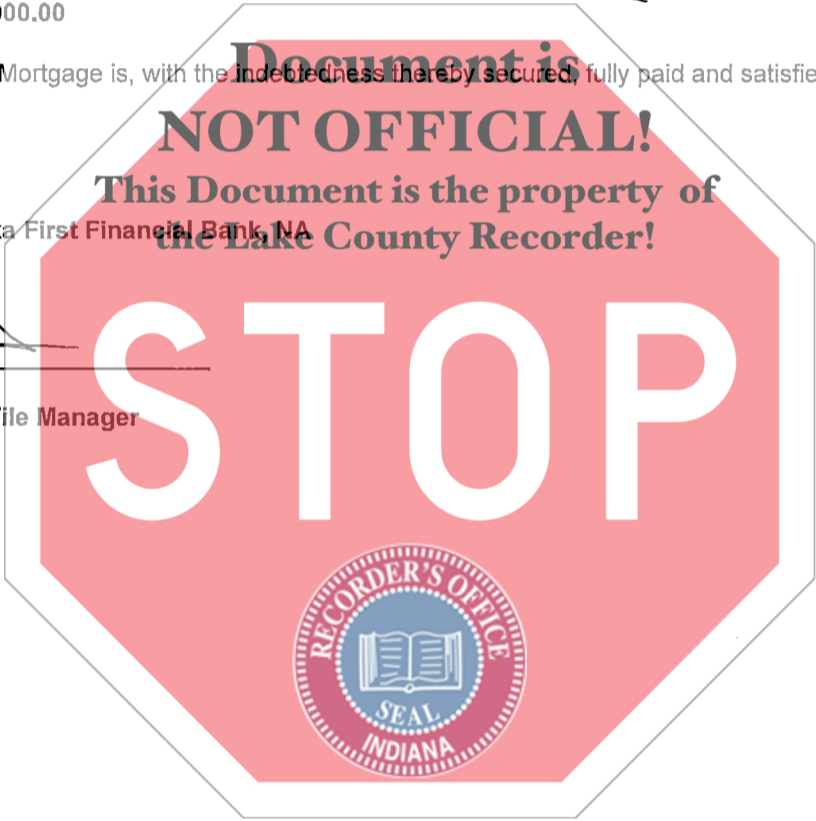 00.00
Document is
Mortgage is, with the indebtedness thereby secured, fully paid and satisfie
NOT OFFICIAL!
This Document is the property of
a First Financial Bank, NA
the Lake County Recorder!
STOP
ile Manager
RECORDER'S OFFICE
SEAL
INDIANA